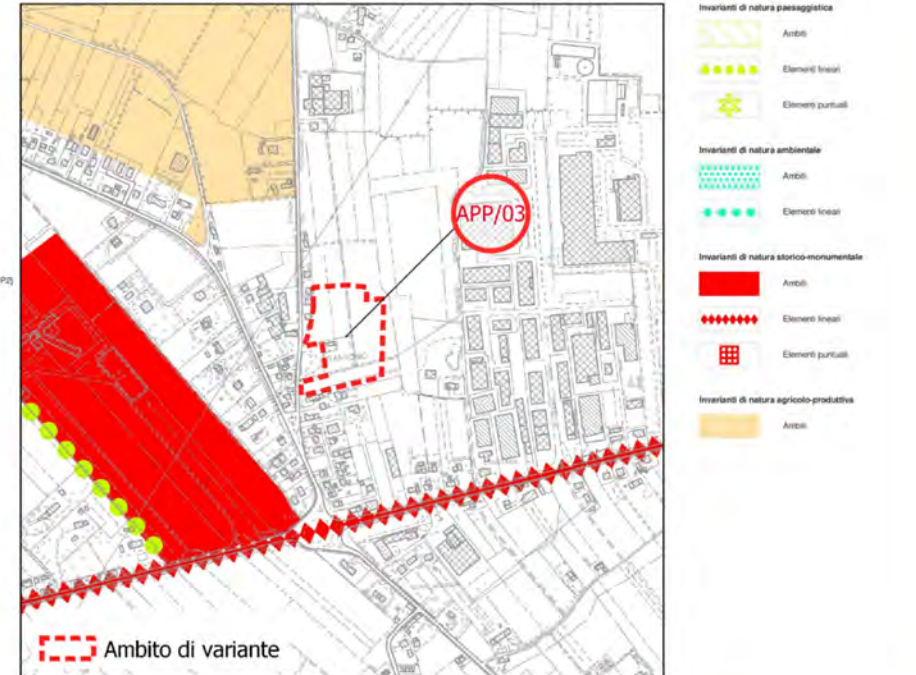 APP/03
Ambito di variante
Invarianti di natura paesaggistica
Ambiti
Elementi lineari
Elementi puntuali
Invarianti di natura ambientale
Ambiti
Elementi lineari
Invarianti di natura storico-monumentale
Ambiti
Elementi lineari
Elementi puntuali
Invarianti di natura agricolo-produttiva
Ambiti